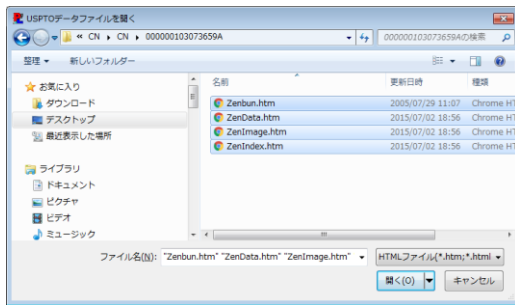 USPTOデータファイルを開く
« CN ▸ CN ▸ 000000103073659A
000000103073659Aの検索
整理 ▼ 新しいフォルダー
名前 更新日時 種類
お気に入り
ダウンロード
デスクトップ
最近表示した場所
ライブラリ
ドキュメント
ピクチャ
ビデオ
ミュージック
Zenbun.htm 2005/07/29 11:07 Chrome HT
ZenData.htm 2015/07/02 18:56 Chrome HT
ZenImage.htm 2015/07/02 18:56 Chrome HT
ZenIndex.htm 2015/07/02 18:56 Chrome HT
ファイル名(N): "Zenbun.htm" "ZenData.htm" "ZenImage.htm" HTMLファイル(*.htm;*.html
開く(O) キャンセル